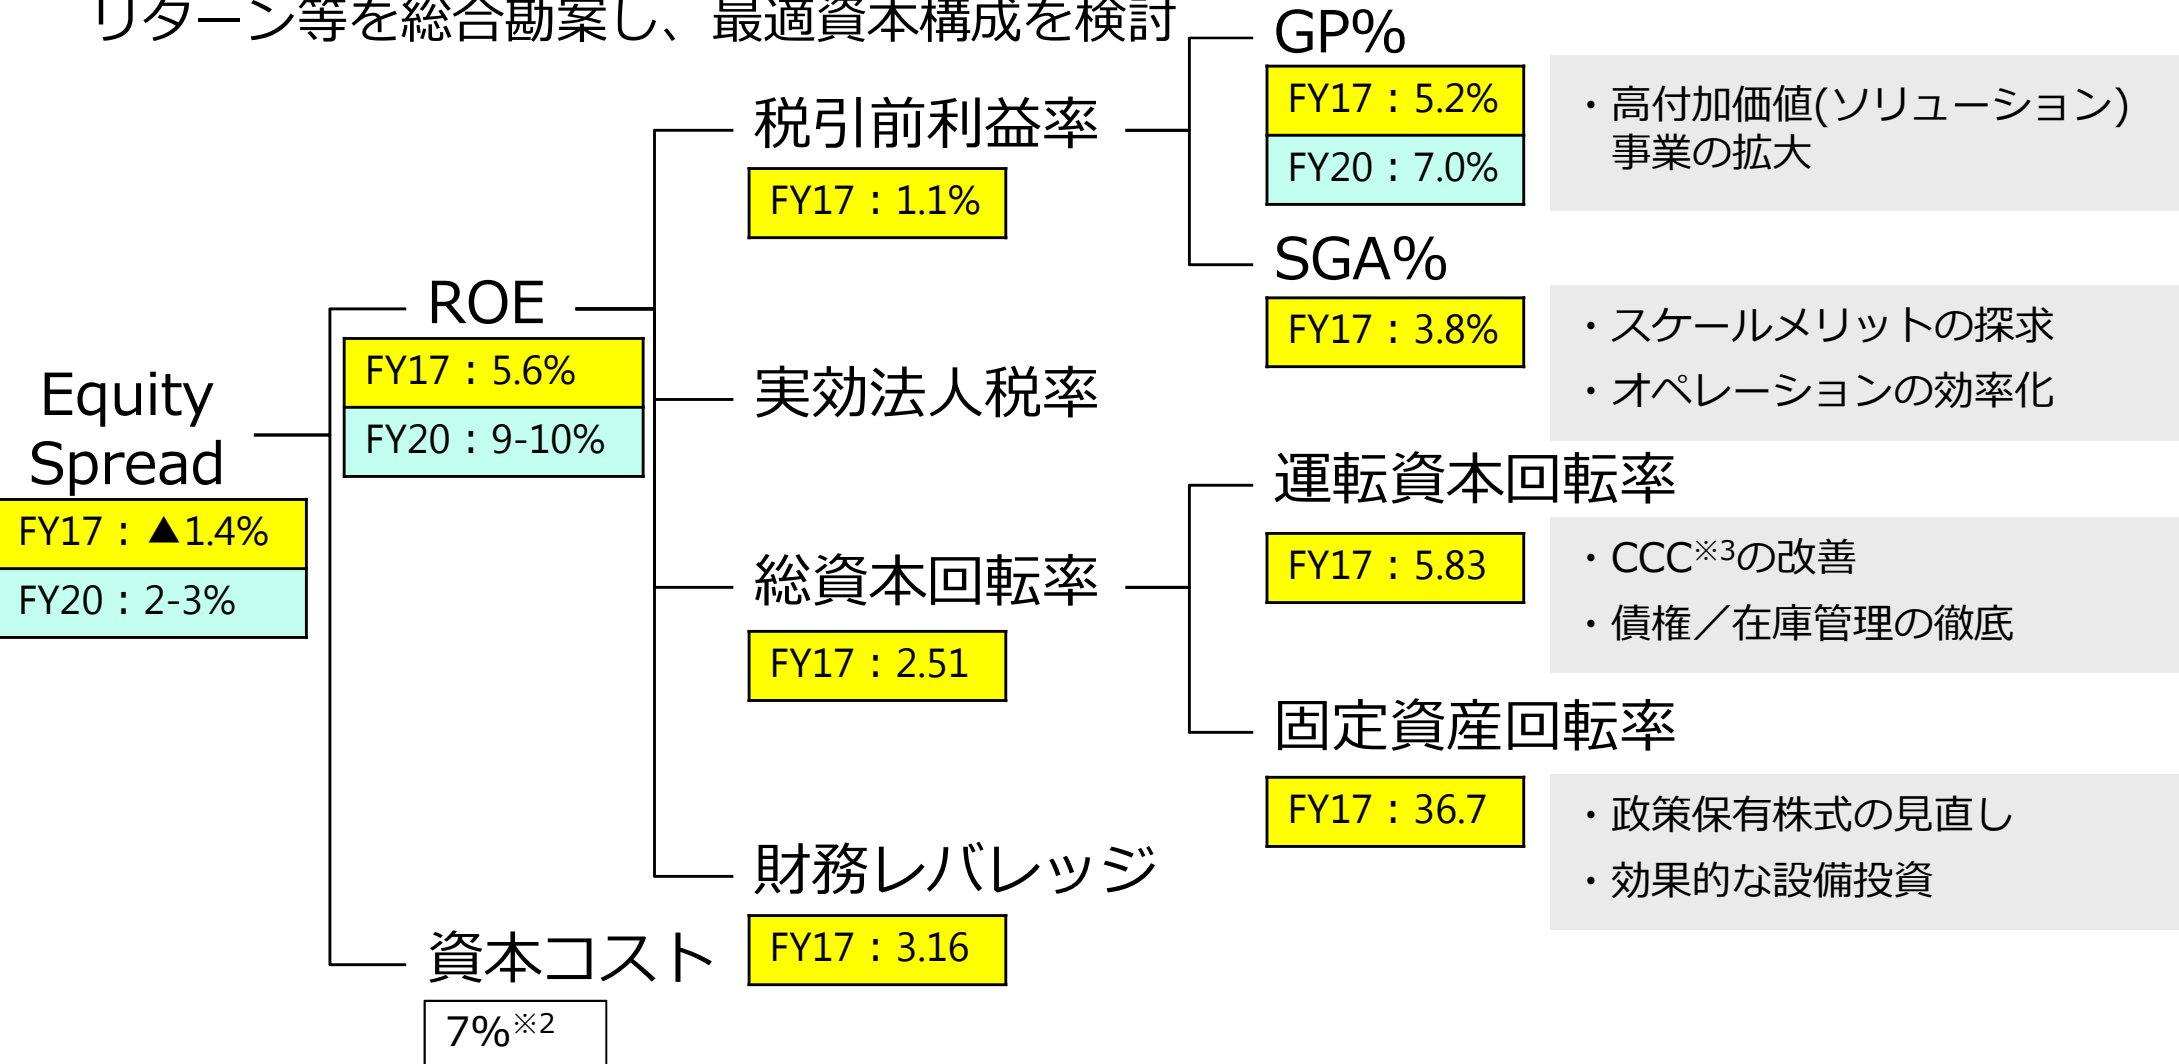 リターン等を総合勘案し、最適資本構成を検討
Equity
Spread
FY17：▲1.4%
FY20：2-3%
ROE
FY17：5.6%
FY20：9-10%
資本コスト
7%※2
税引前利益率
FY17：1.1%
実効法人税率
総資本回転率
FY17：2.51
財務レバレッジ
FY17：3.16
GP%
FY17：5.2%
FY20：7.0%
・高付加価値(ソリューション)
事業の拡大
SGA%
FY17：3.8%
・スケールメリットの探求
・オペレーションの効率化
運転資本回転率
FY17：5.83
・CCC※3の改善
・債権／在庫管理の徹底
固定資産回転率
FY17：36.7
・政策保有株式の見直し
・効果的な設備投資